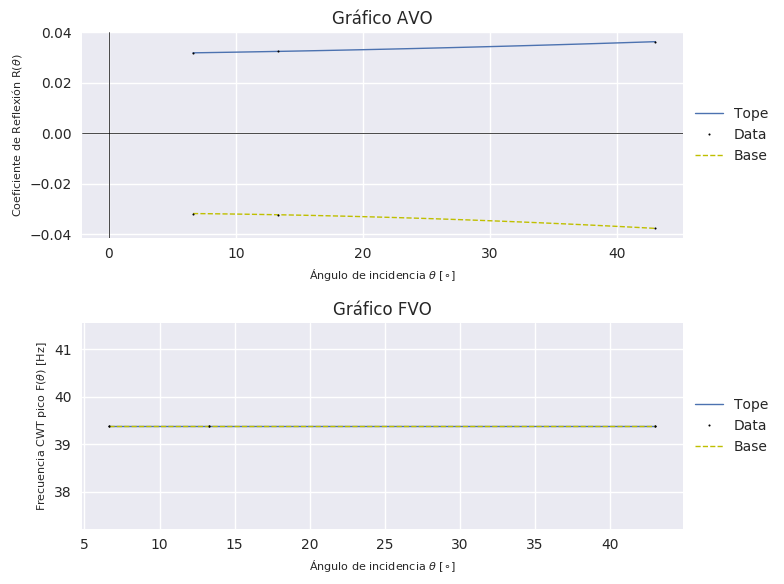 Gráfico AVO
Coeficiente de Reflexión R(θ)
0.04
0.02
0.00
−0.02
−0.04
0 10 20 30 40
Ángulo de incidencia θ [∘]
Tope
Data
Base
Gráfico FVO
Frecuencia CWT pico F(θ) [Hz]
41
40
39
38
5 10 15 20 25 30 35 40
Ángulo de incidencia θ [∘]
Tope
Data
Base